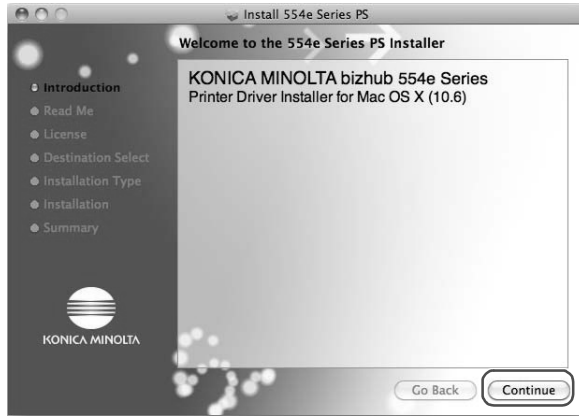 Install 554e Series PS
Welcome to the 554e Series PS Installer
Introduction
Read Me
License
Destination Select
Installation Type
Installation
Summary
KONICA MINOLTA bizhub 554e Series
Printer Driver Installer for Mac OS X (10.6)
KONICA MINOLTA
Go Back
Continue